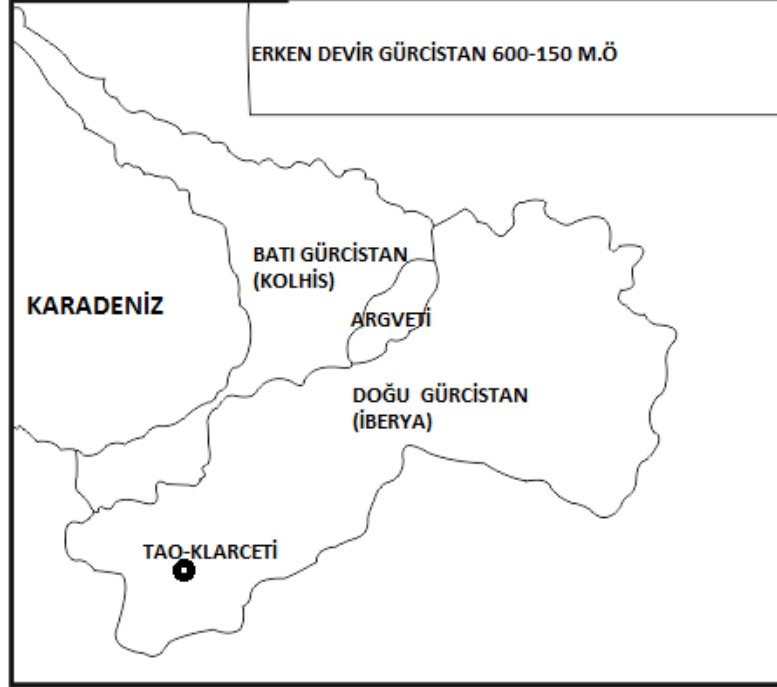 ERKEN DEVİR GÜRCİSTAN 600-150 M.Ö
BATI GÜRCİSTAN
(KOLHİS)
KARADENİZ
ARGVETİ
DOĞU GÜRCİSTAN
(İBERYA)
TAO-KLARCETİ